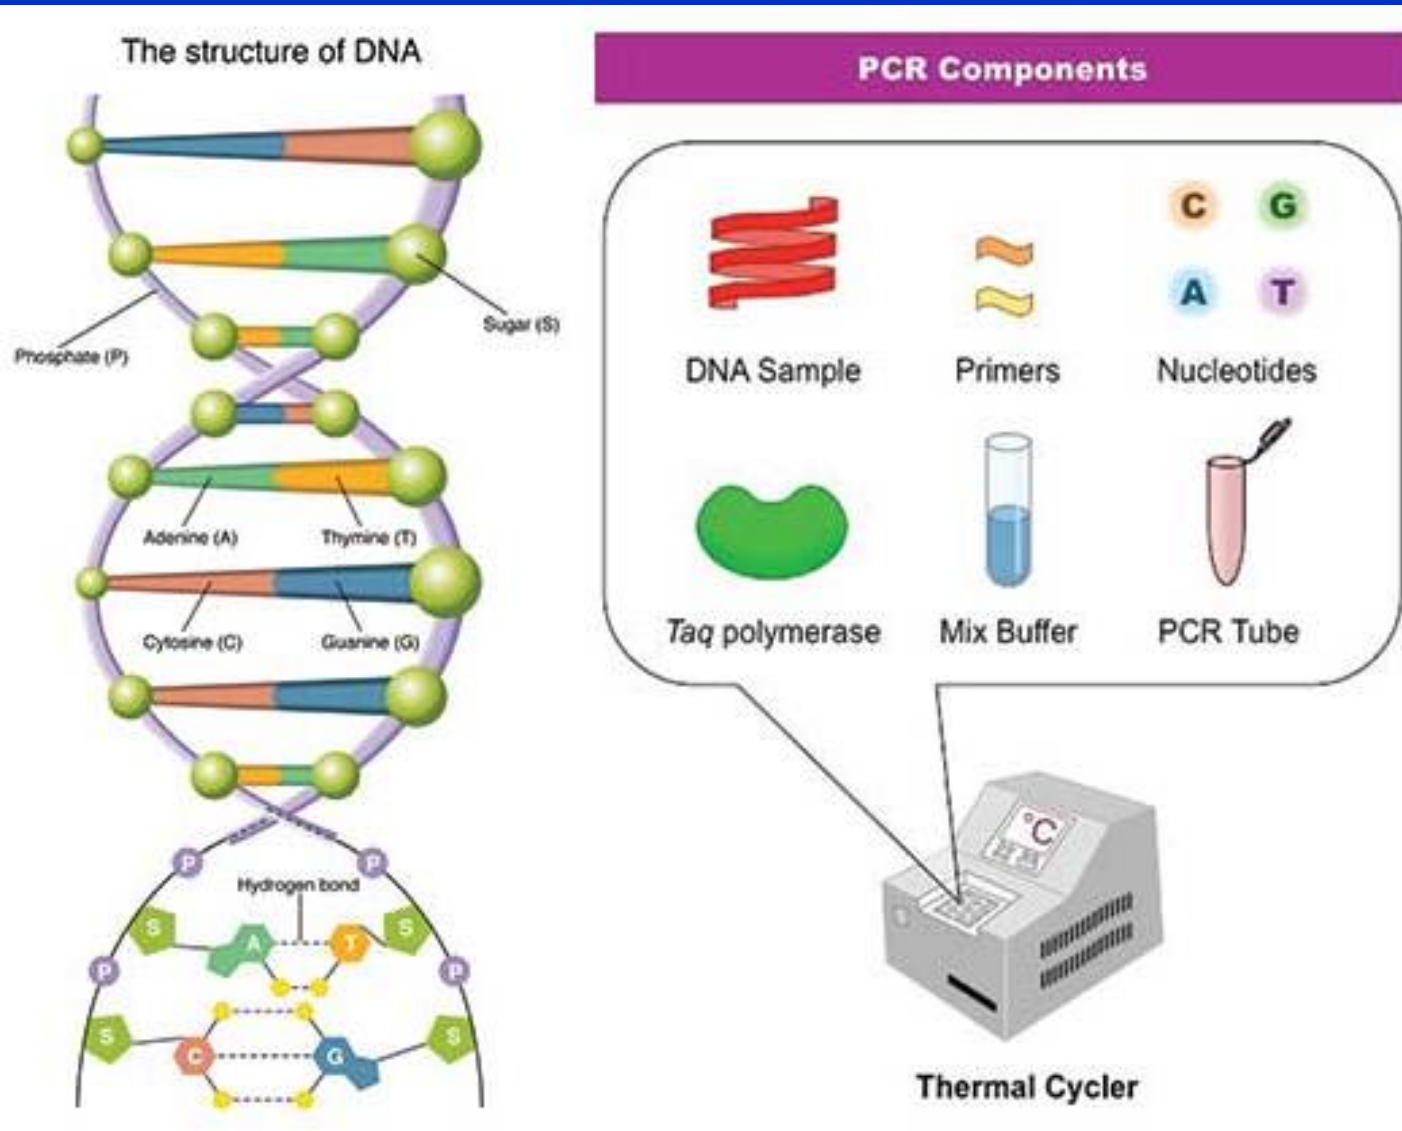 The structure of DNA
Sugar (S)
Phosphate (P)
Adenine (A)
Thymine (T)
Cytosine (C)
Guanine (G)
P
P
Hydrogen bond
S
A
T
S
P
P
S
C
G
S
PCR Components
C
G
A
T
DNA Sample
Primers
Nucleotides
Taq polymerase
Mix Buffer
PCR Tube
°C
Thermal Cycler